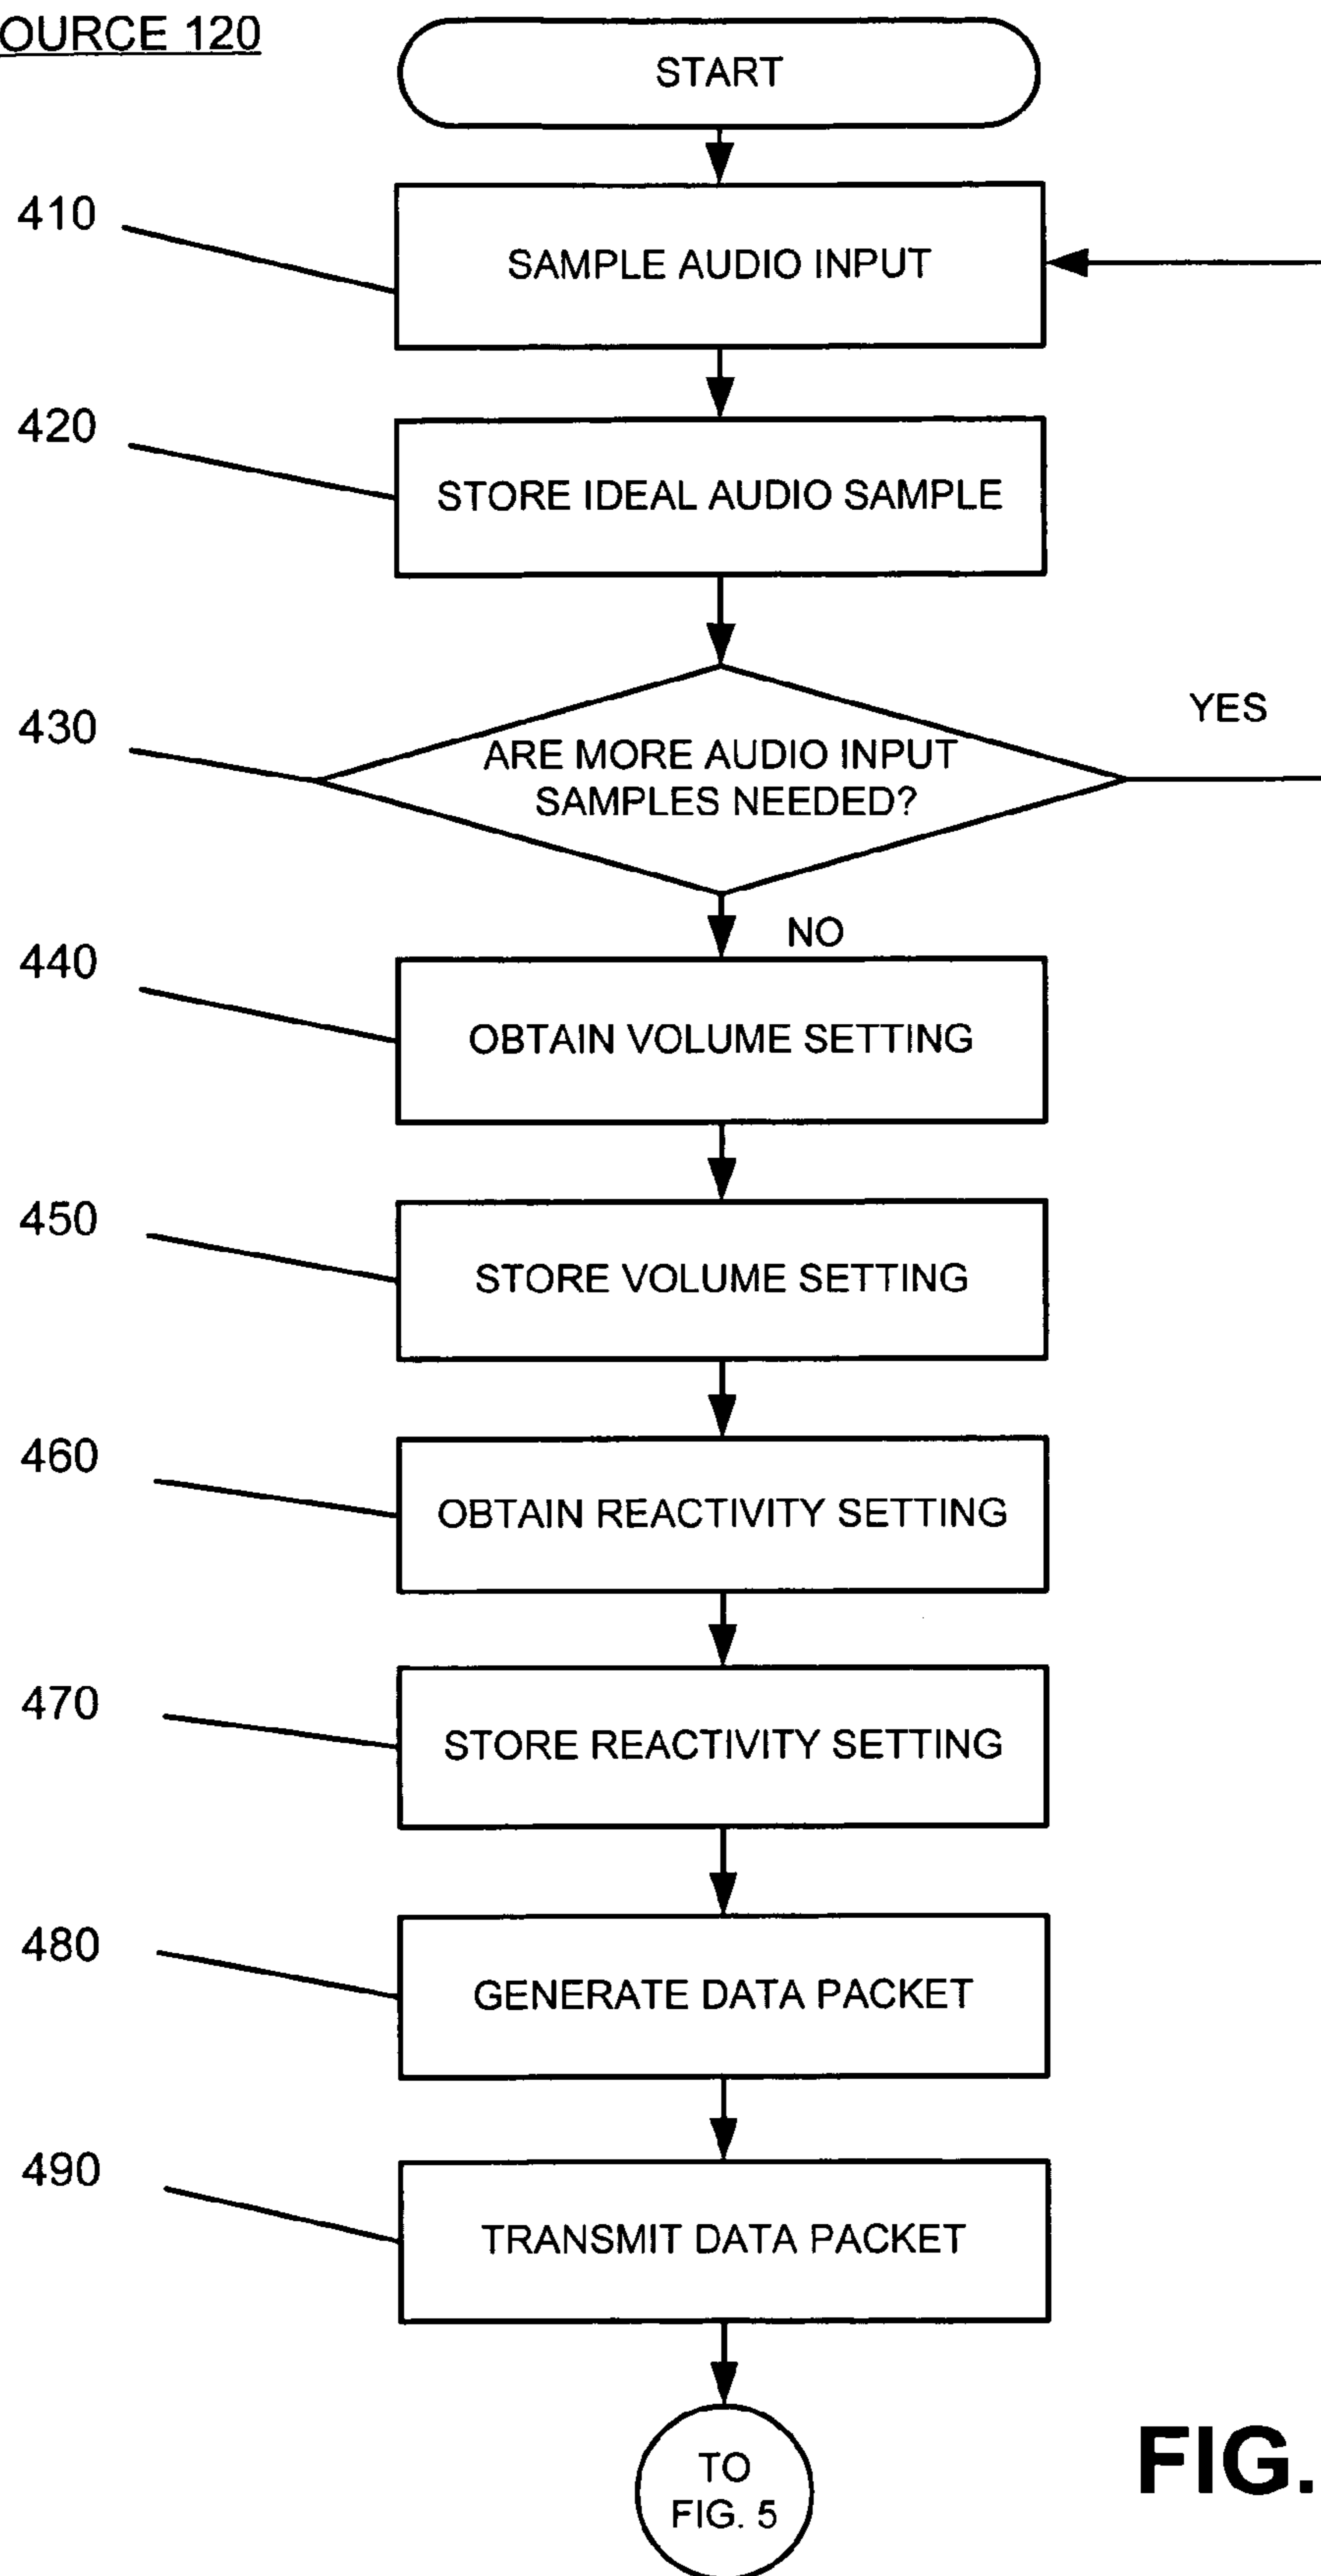 OURCE 120
START
410
SAMPLE AUDIO INPUT
420
STORE IDEAL AUDIO SAMPLE
430
ARE MORE AUDIO INPUT
SAMPLES NEEDED?
YES
NO
440
OBTAIN VOLUME SETTING
450
STORE VOLUME SETTING
460
OBTAIN REACTIVITY SETTING
470
STORE REACTIVITY SETTING
480
GENERATE DATA PACKET
490
TRANSMIT DATA PACKET
TO
FIG. 5
FIG.